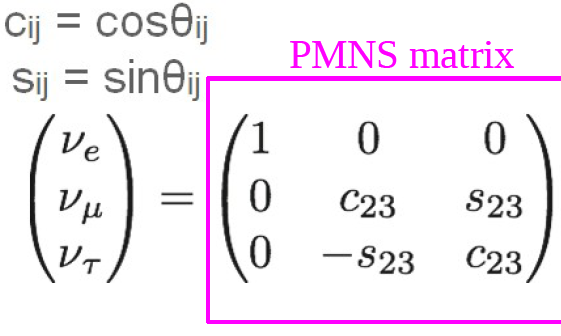 cij = cosθij
sij = sinθij
PMNS matrix
(νe) = (1 0 0)
(νμ) (0 c23 s23)
(ντ) (0 −s23 c23)